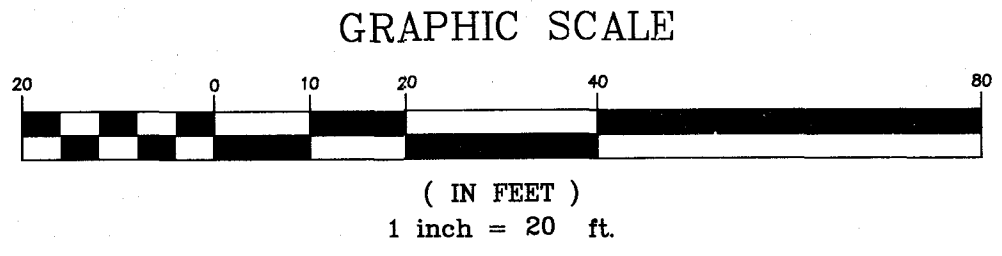 GRAPHIC SCALE
20 0 10 20 40 80
( IN FEET )
1 inch = 20 ft.